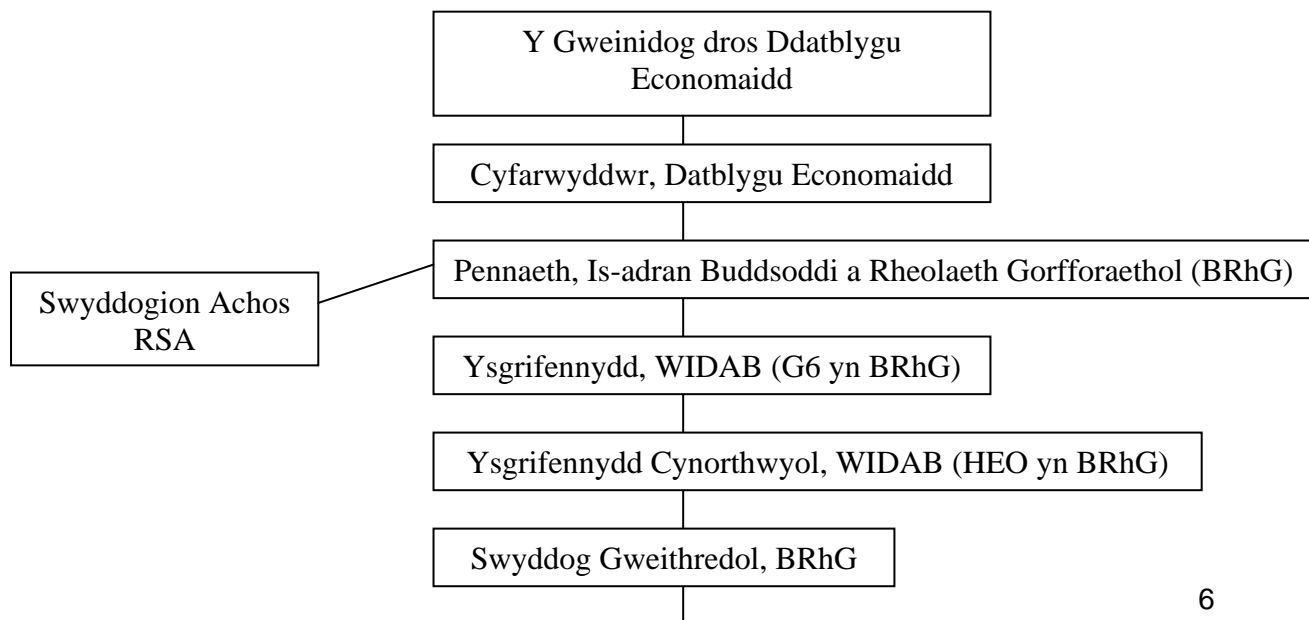 Y Gweinidog dros Ddatblygu
Economaidd
Cyfarwyddwr, Datblygu Economaidd
Pennaeth, Is-adran Buddsoddi a Rheolaeth Gorfforaethol (BRhG)
Swyddogion Achos
RSA
Ysgrifennydd, WIDAB (G6 yn BRhG)
Ysgrifennydd Cynorthwyol, WIDAB (HEO yn BRhG)
Swyddog Gweithredol, BRhG
6